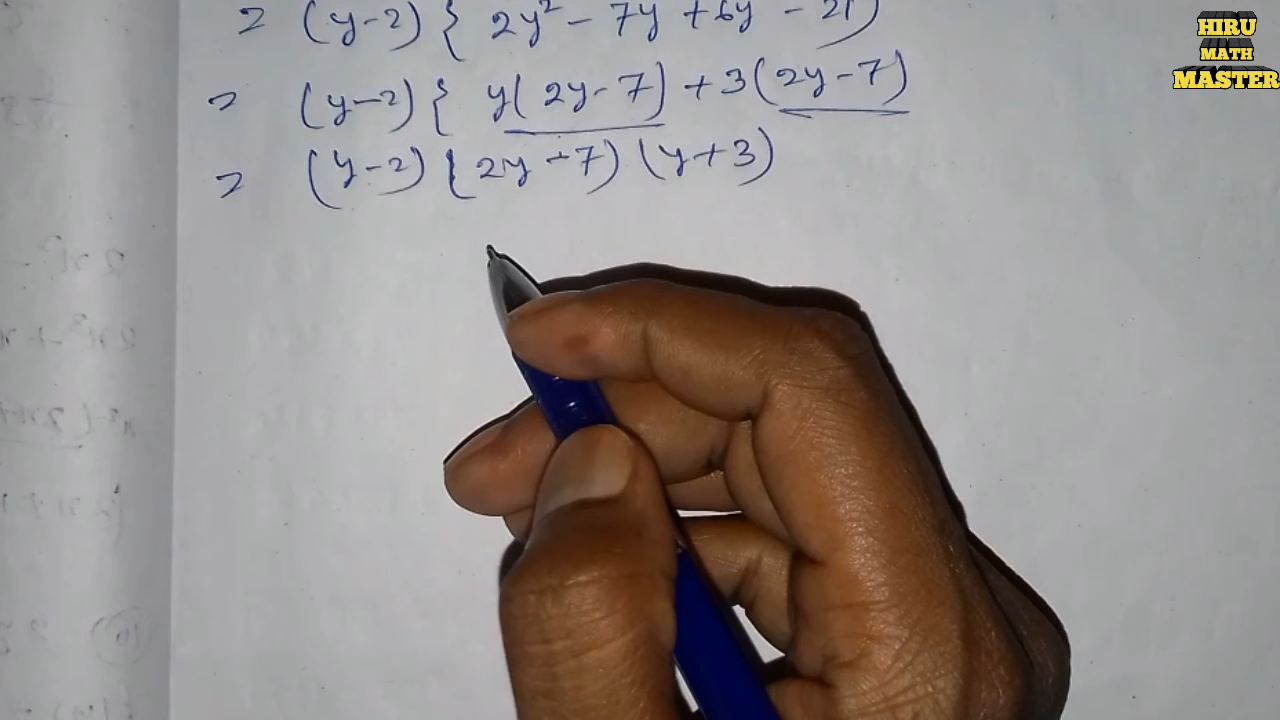 = (y-2) { 2y² - 7y + 6y - 21)
= (y-2) { y(2y-7) + 3(2y-7)
= (y-2) {2y-7) (y+3)
HIRU
MATH
MASTER